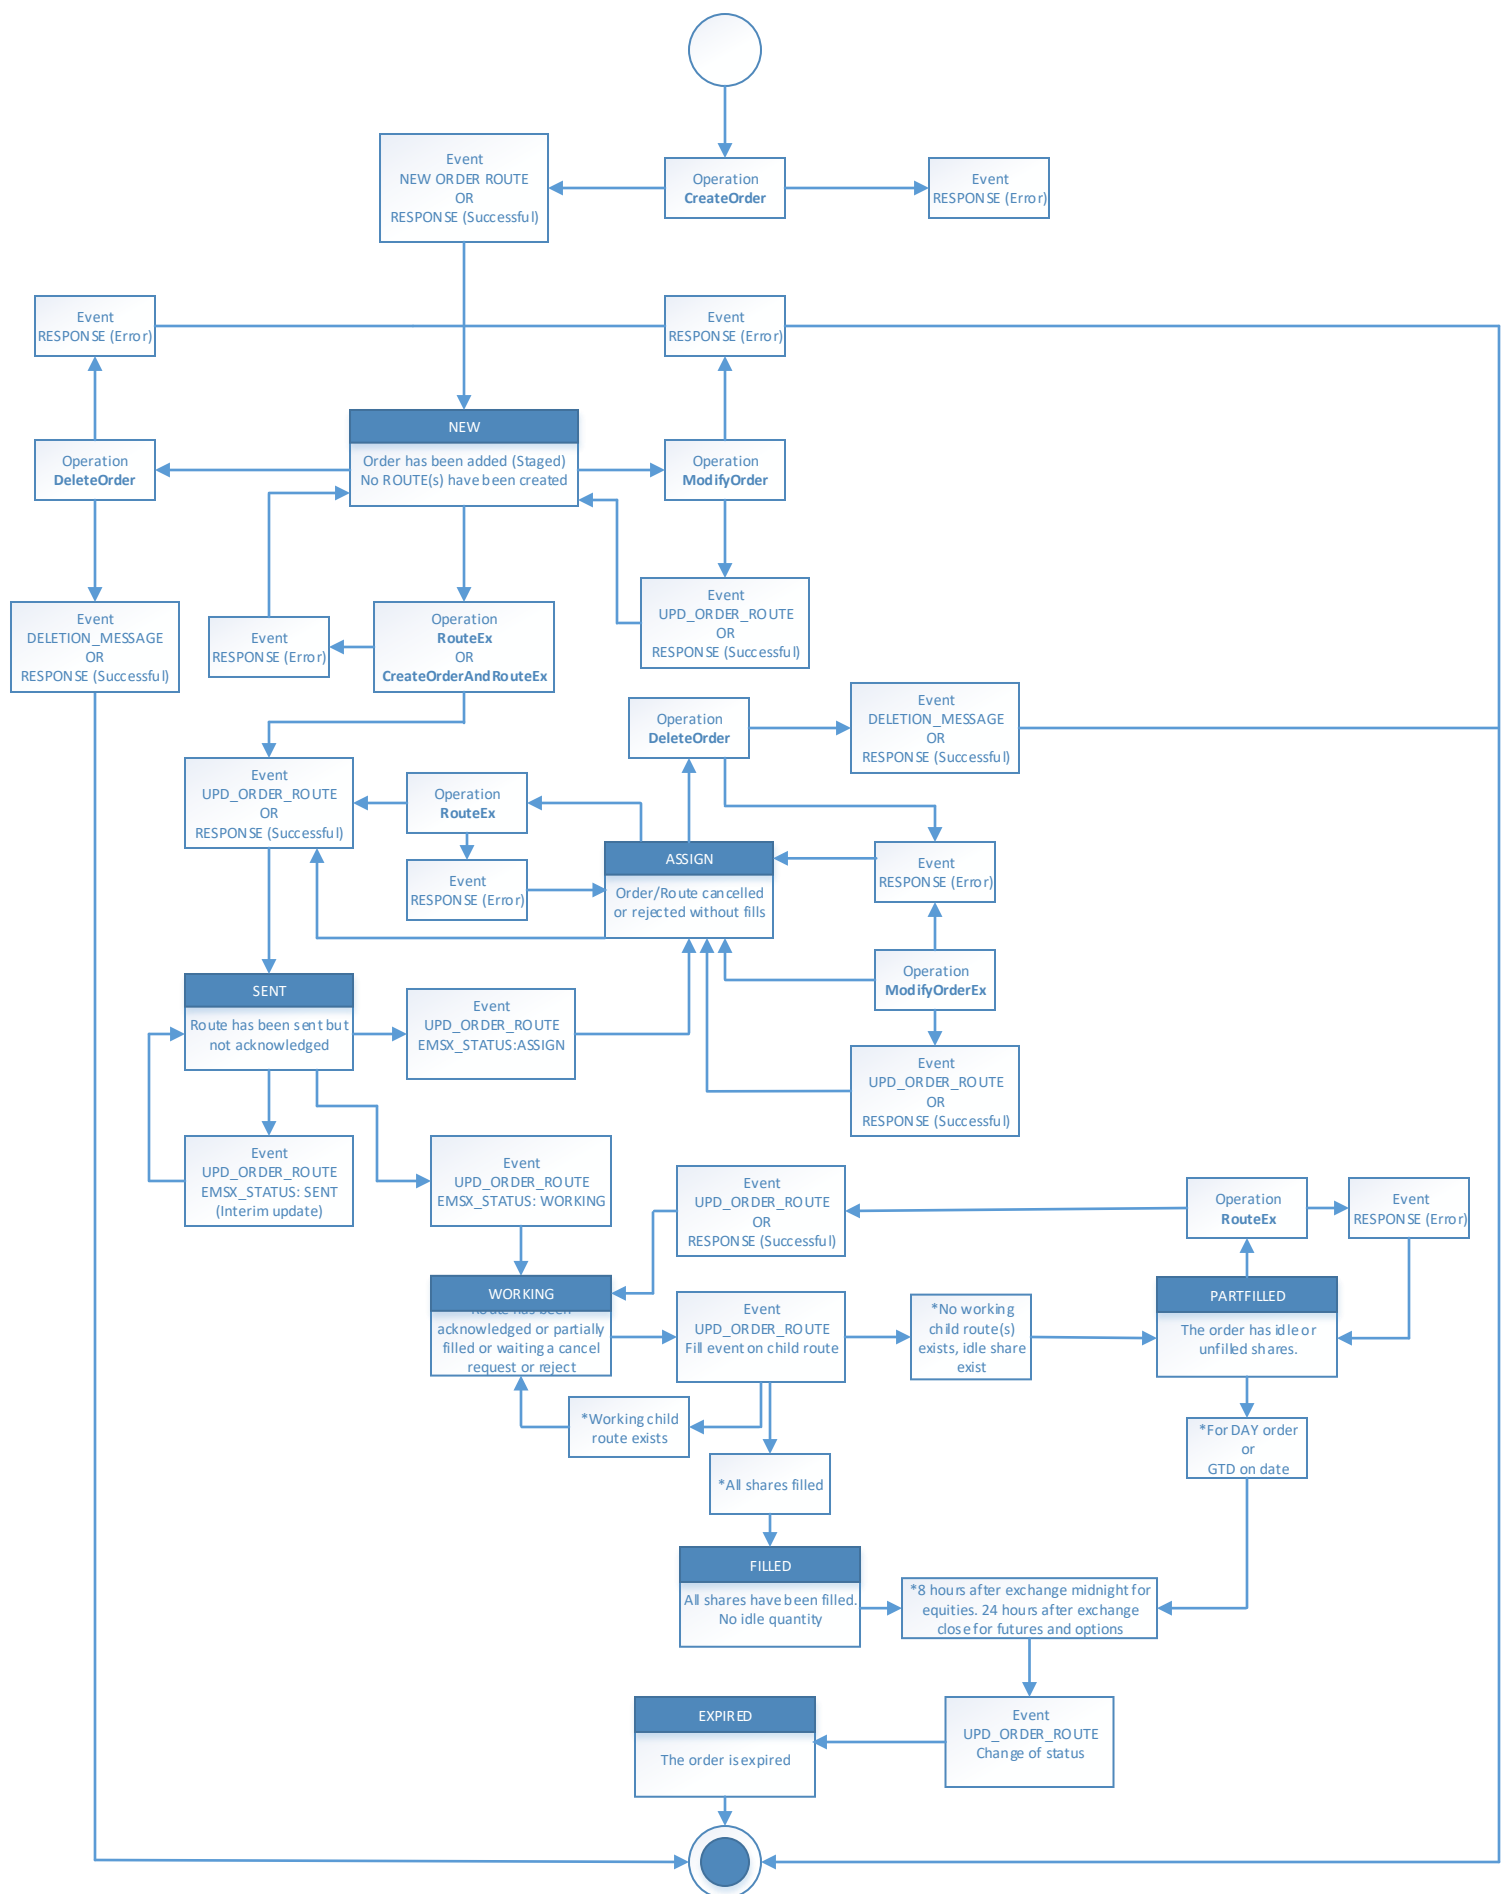 Event
NEW ORDER ROUTE
OR
RESPONSE (Successful)
Operation
CreateOrder
Event
RESPONSE (Error)
Event
RESPONSE (Error)
Event
RESPONSE (Error)
NEW
Order has been added (Staged)
No ROUTE(s) have been created
Operation
DeleteOrder
Operation
ModifyOrder
Event
DELETION_MESSAGE
OR
RESPONSE (Successful)
Event
RESPONSE (Error)
Operation
RouteEx
OR
CreateOrderAndRouteEx
Event
UPD_ORDER_ROUTE
OR
RESPONSE (Successful)
Operation
DeleteOrder
Event
DELETION_MESSAGE
OR
RESPONSE (Successful)
Event
UPD_ORDER_ROUTE
OR
RESPONSE (Successful)
Operation
RouteEx
Event
RESPONSE (Error)
ASSIGN
Order/Route cancelled
or rejected without fills
Event
RESPONSE (Error)
Operation
ModifyOrderEx
SENT
Route has been sent but
not acknowledged
Event
UPD_ORDER_ROUTE
EMSX_STATUS:ASSIGN
Event
UPD_ORDER_ROUTE
OR
RESPONSE (Successful)
Event
UPD_ORDER_ROUTE
EMSX_STATUS: SENT
(Interim update)
Event
UPD_ORDER_ROUTE
EMSX_STATUS: WORKING
Event
UPD_ORDER_ROUTE
OR
RESPONSE (Successful)
Operation
RouteEx
Event
RESPONSE (Error)
WORKING
Route has been
acknowledged or partially
filled or waiting a cancel
request or reject
Event
UPD_ORDER_ROUTE
Fill event on child route
*No working
child route(s)
exists, idle share
exist
PARTFILLED
The order has idle or
unfilled shares.
*Working child
route exists
*All shares filled
*For DAY order
or
GTD on date
FILLED
All shares have been filled.
No idle quantity
*8 hours after exchange midnight for
equities. 24 hours after exchange
close for futures and options
EXPIRED
The order is expired
Event
UPD_ORDER_ROUTE
Change of status